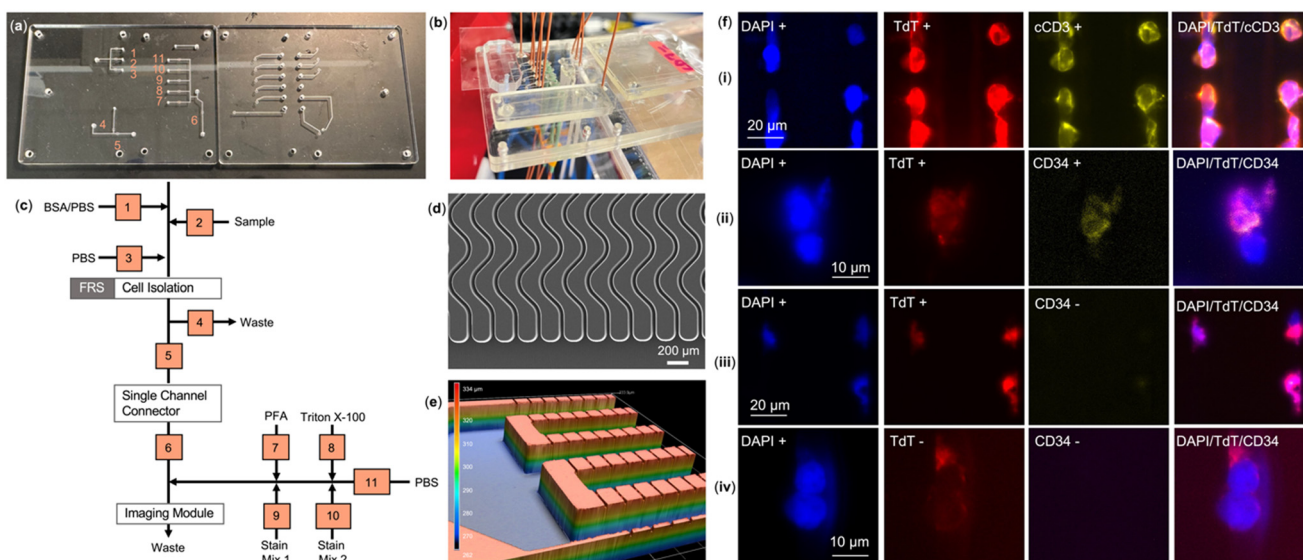 (a)
1
2
3
11
10
9
8
7
6
4
5
(b)
(c)
BSA/PBS
1
2
Sample
PBS
3
FRS
Cell Isolation
4
Waste
5
Single Channel
Connector
PFA
Triton X-100
6
7
8
11
PBS
Imaging Module
9
10
Waste
Stain
Mix 1
Stain
Mix 2
(d)
200 µm
(e)
334 µm
320
310
300
290
280
270
262
(f)
DAPI +
TdT +
cCD3 +
DAPI/TdT/cCD3
(i)
20 µm
DAPI +
TdT +
CD34 +
DAPI/TdT/CD34
(ii)
10 µm
DAPI +
TdT +
CD34 -
DAPI/TdT/CD34
(iii)
20 µm
DAPI +
TdT -
CD34 -
DAPI/TdT/CD34
(iv)
10 µm